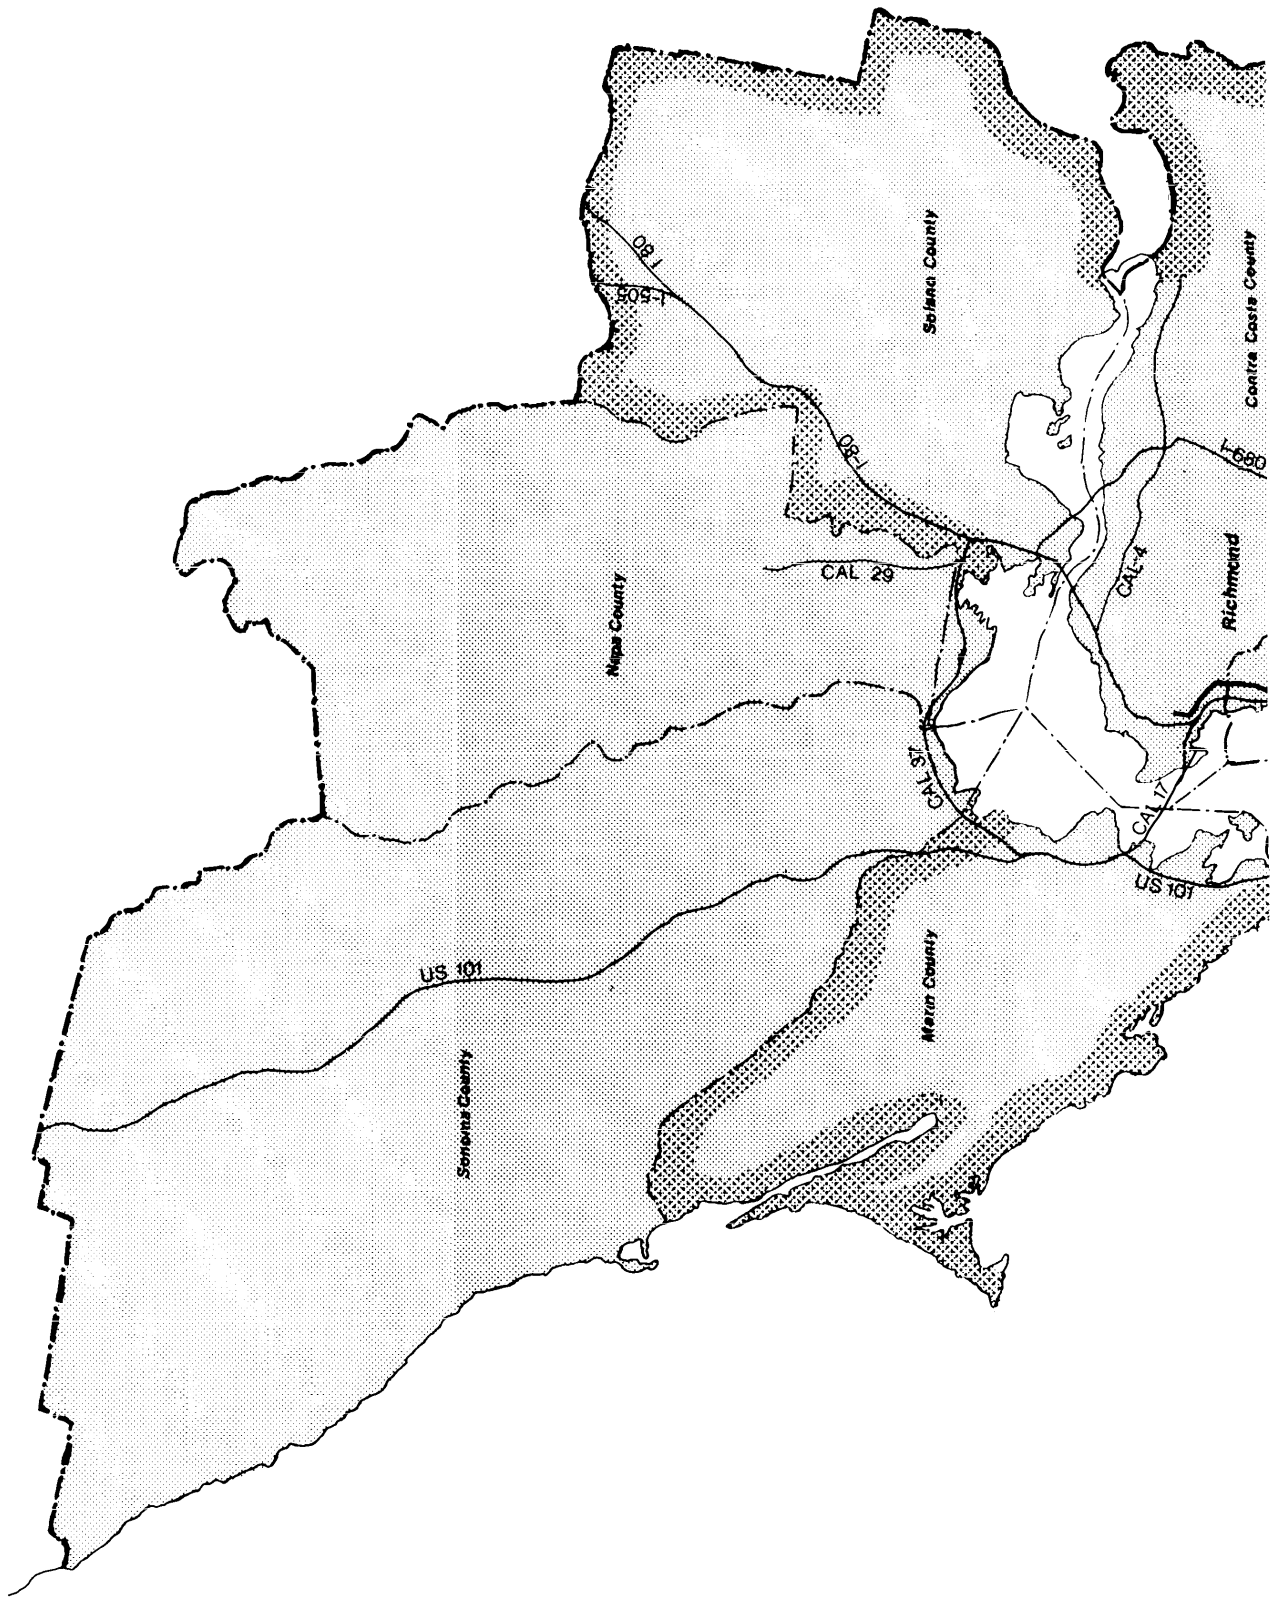 I-80
I-505
Solano County
Contra Costa County
I-80
I-680
CAL 29
CAL-4
Napa County
Richmond
CAL 37
CAL 17
US 101
Marin County
US 101
Sonoma County